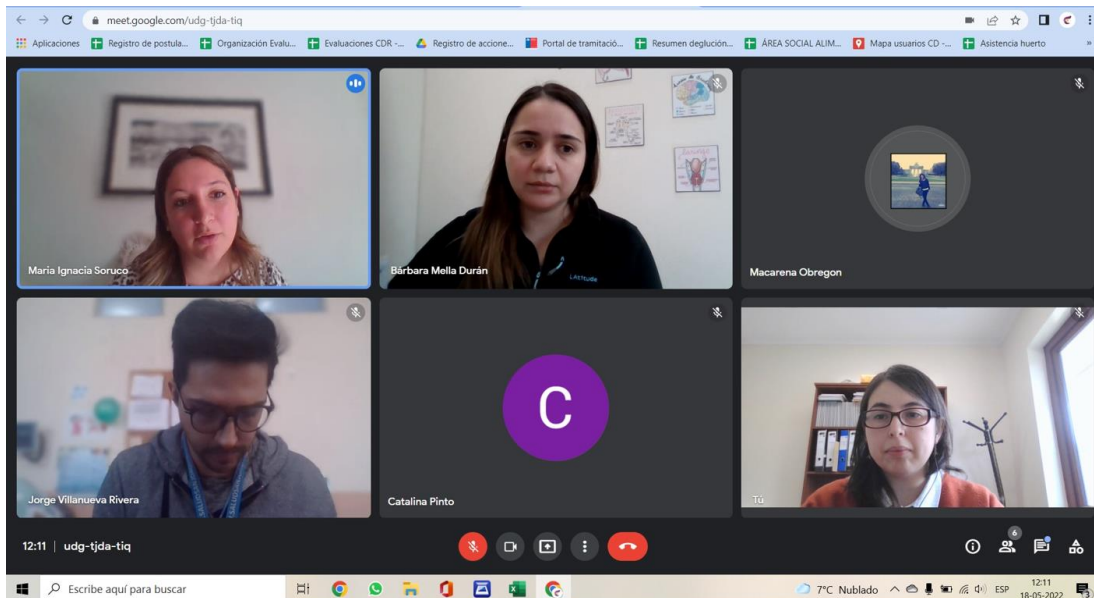 meet.google.com/udg-tjda-tiq
Aplicaciones
Registro de postula...
Organización Evalu...
Evaluaciones CDR -...
Registro de accione...
Portal de tramitació...
Resumen deglución...
ÁREA SOCIAL ALIM...
Mapa usuarios CD -...
Asistencia huerto
»
Maria Ignacia Soruco
LATITUDE
Bárbara Mella Durán
Macarena Obregon
Jorge Villanueva Rivera
C
Catalina Pinto
Tú
12:11 | udg-tjda-tiq
6
Escribe aquí para buscar
7°C Nublado
ESP
12:11
18-05-2022
3